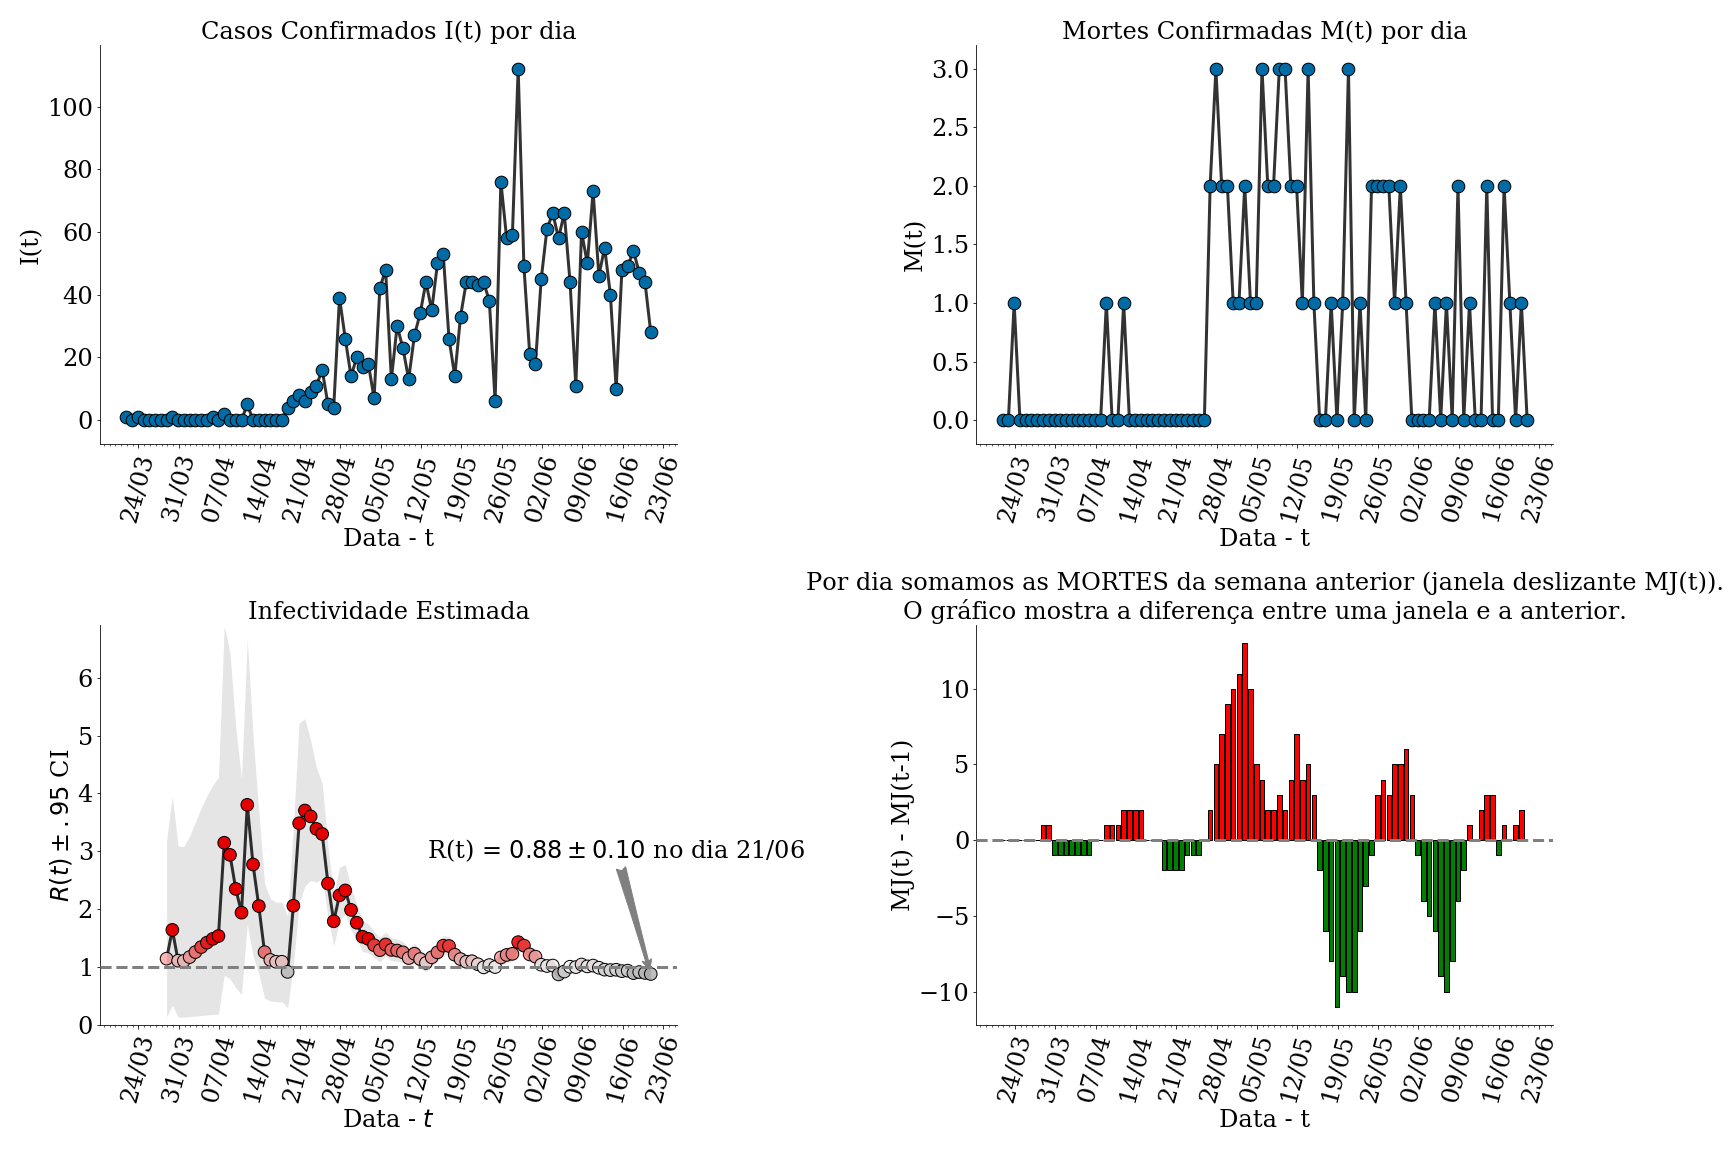 Casos Confirmados I(t) por dia
I(t)
100
80
60
40
20
0
24/03 31/03 07/04 14/04 21/04 28/04 05/05 12/05 19/05 26/05 02/06 09/06 16/06 23/06
Data - t
Mortes Confirmadas M(t) por dia
M(t)
3.0
2.5
2.0
1.5
1.0
0.5
0.0
24/03 31/03 07/04 14/04 21/04 28/04 05/05 12/05 19/05 26/05 02/06 09/06 16/06 23/06
Data - t
Infectividade Estimada
R(t) ± .95 CI
6
5
4
3
2
1
0
R(t) = 0.88 ± 0.10 no dia 21/06
24/03 31/03 07/04 14/04 21/04 28/04 05/05 12/05 19/05 26/05 02/06 09/06 16/06 23/06
Data - t
Por dia somamos as MORTES da semana anterior (janela deslizante MJ(t)).
O gráfico mostra a diferença entre uma janela e a anterior.
MJ(t) - MJ(t-1)
10
5
0
−5
−10
24/03 31/03 07/04 14/04 21/04 28/04 05/05 12/05 19/05 26/05 02/06 09/06 16/06 23/06
Data - t